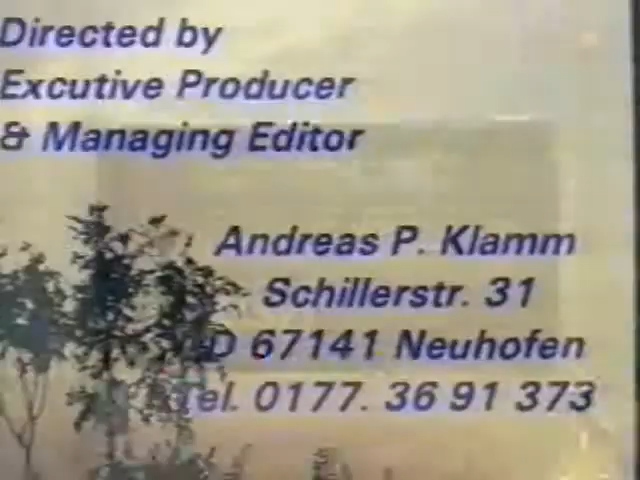 Directed by
Excutive Producer
& Managing Editor
Andreas P. Klamm
Schillerstr. 31
D 67141 Neuhofen
Tel. 0177. 36 91 373